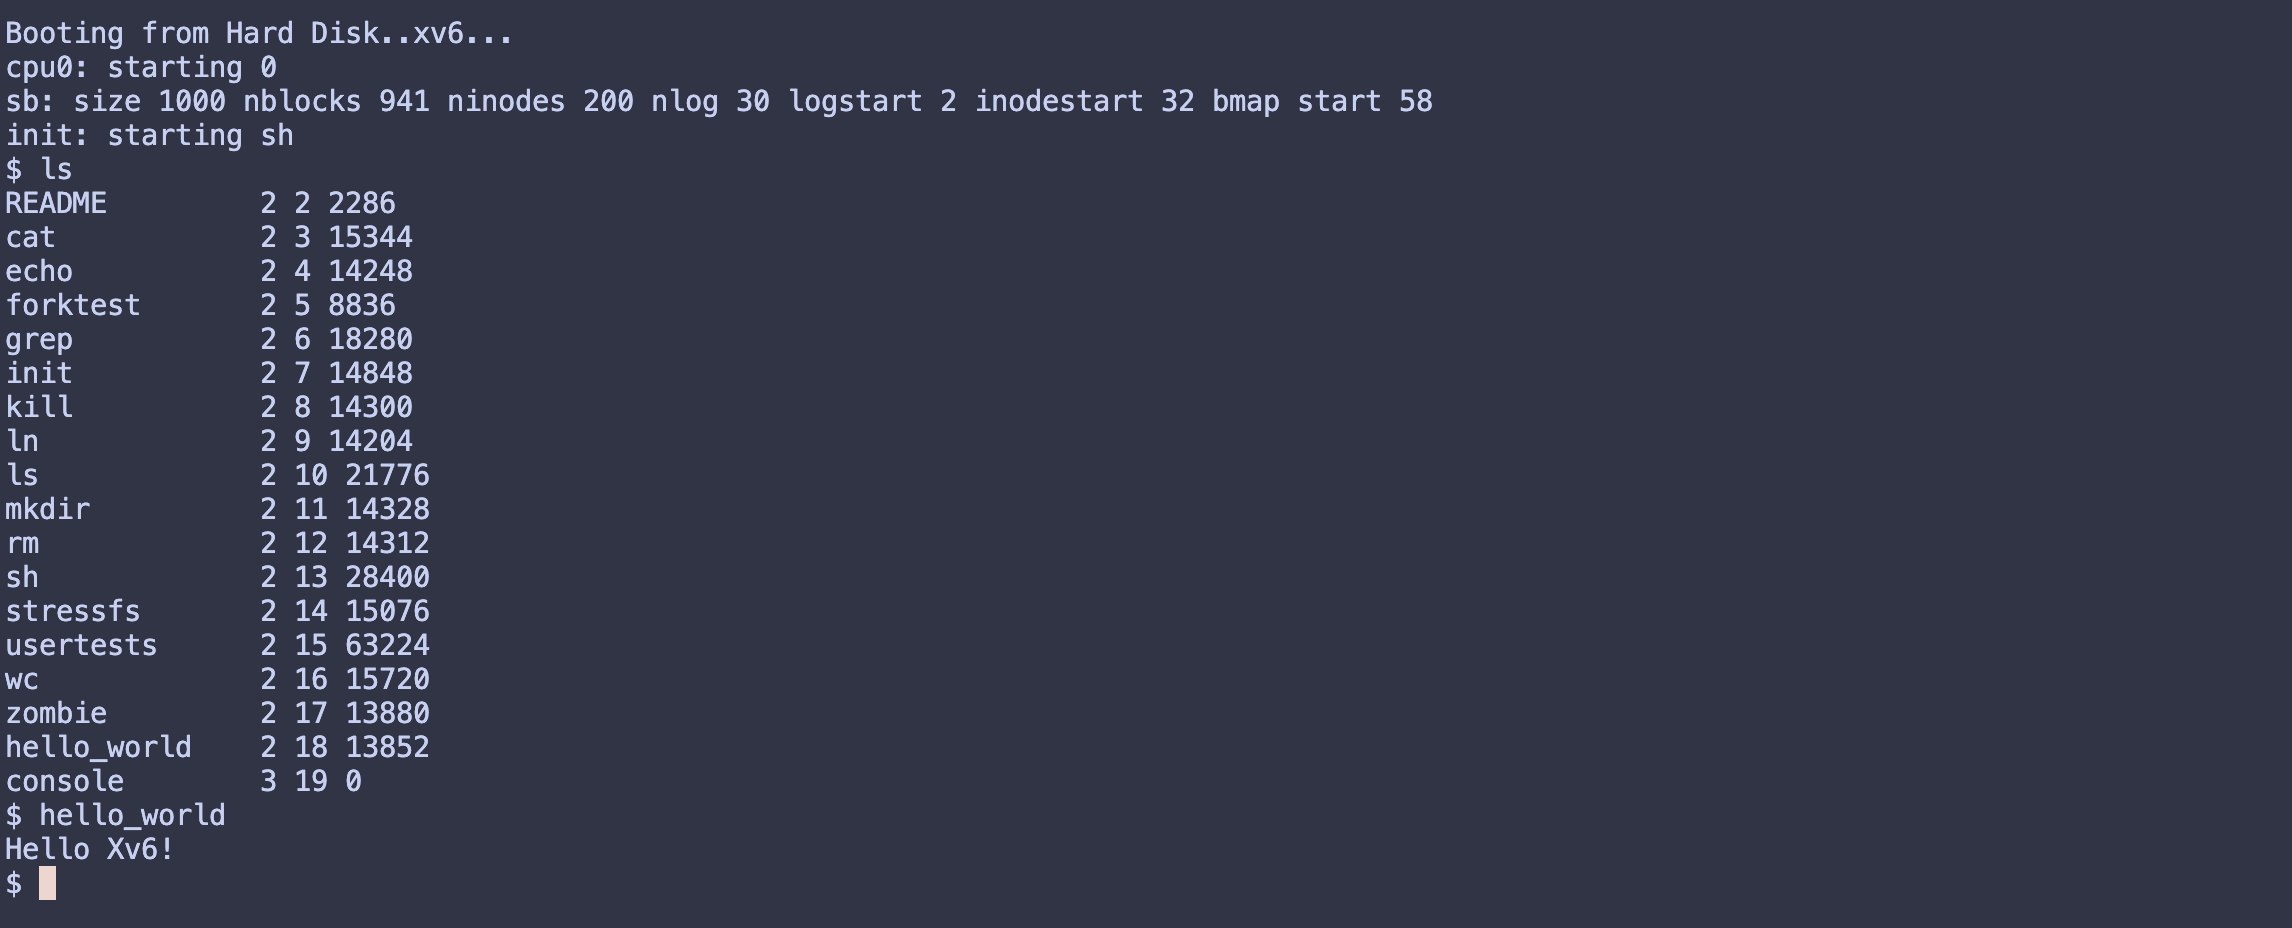 Booting from Hard Disk..xv6...
cpu0: starting 0
sb: size 1000 nblocks 941 ninodes 200 nlog 30 logstart 2 inodestart 32 bmap start 58
init: starting sh
$ ls
README         2 2 2286
cat            2 3 15344
echo           2 4 14248
forktest       2 5 8836
grep           2 6 18280
init           2 7 14848
kill           2 8 14300
ln             2 9 14204
ls             2 10 21776
mkdir          2 11 14328
rm             2 12 14312
sh             2 13 28400
stressfs       2 14 15076
usertests      2 15 63224
wc             2 16 15720
zombie         2 17 13880
hello_world    2 18 13852
console        3 19 0
$ hello_world
Hello Xv6!
$